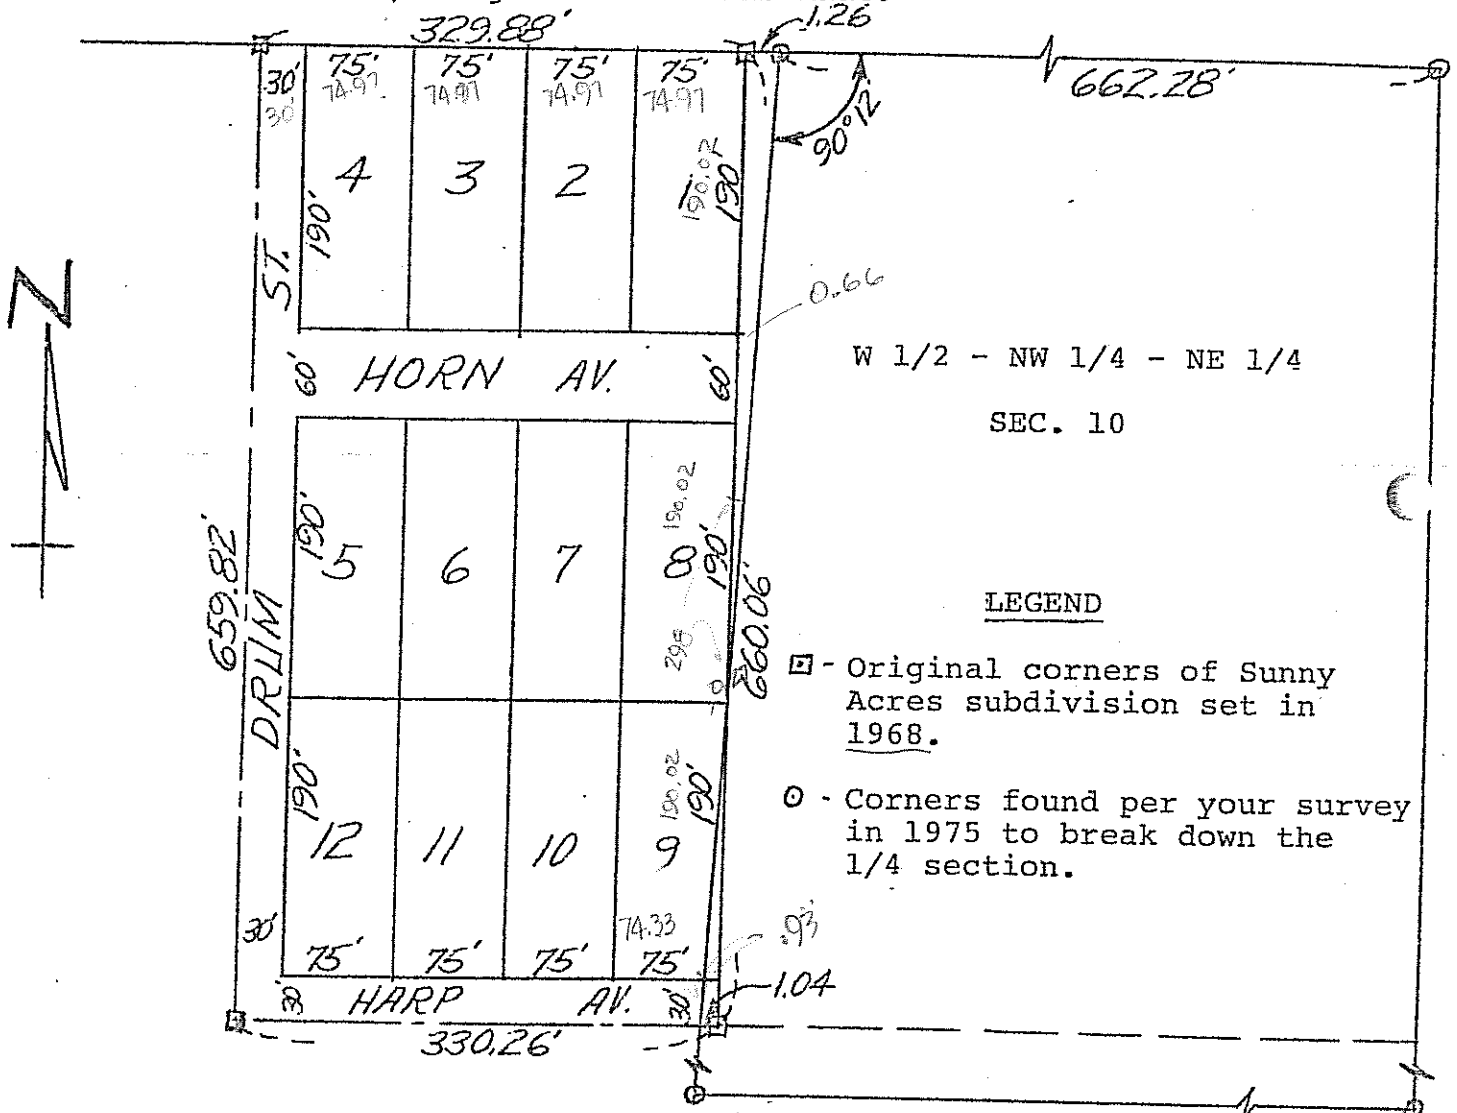 329.88'
1.26
30' 75' 75' 75' 75' 662.28'
30' 74.97 74.97 74.97 74.97
90°12'
4 3 2 190.02 190'
190'
ST.
0.66
60' HORN AV. 60'
W 1/2 - NW 1/4 - NE 1/4
SEC. 10
N
190' 5 6 7 8 190.02 190'
659.82'
298
660.06'
DRUM
LEGEND
- Original corners of Sunny
Acres subdivision set in
1968.
190' 12 11 10 9 190.02 190'
- Corners found per your survey
in 1975 to break down the
1/4 section.
74.33
.93
30' 75' 75' 75' 75'
1.04
30' HARP AV. 30'
330.26'